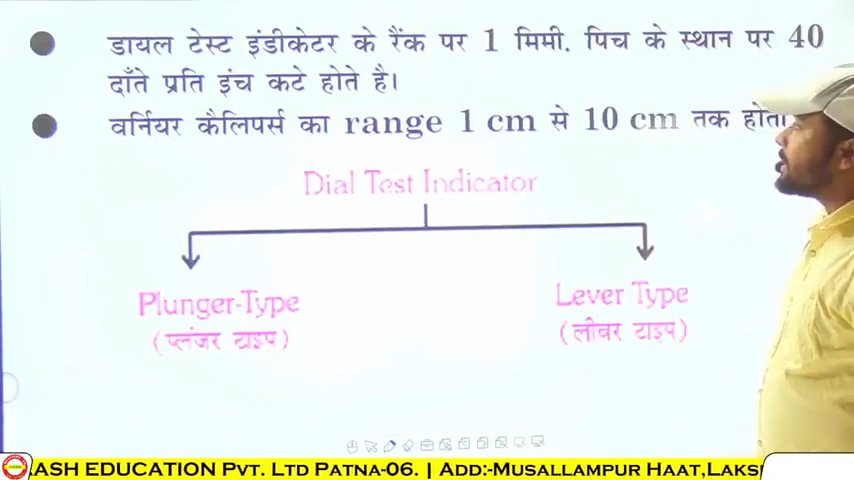 डायल टेस्ट इंडीकेटर के रैंक पर 1 मिमी. पिच के स्थान पर 40
दाँते प्रति इंच कटे होते है।
वर्नियर कैलिपर्स का range 1 cm से 10 cm तक होता
Dial Test Indicator
Plunger-Type
Lever Type
(प्लंजर टाइप)
(लीवर टाइप)
ASH EDUCATION PVT. LTD PATNA-06. | ADD:-MUSALLAMPUR HAAT,